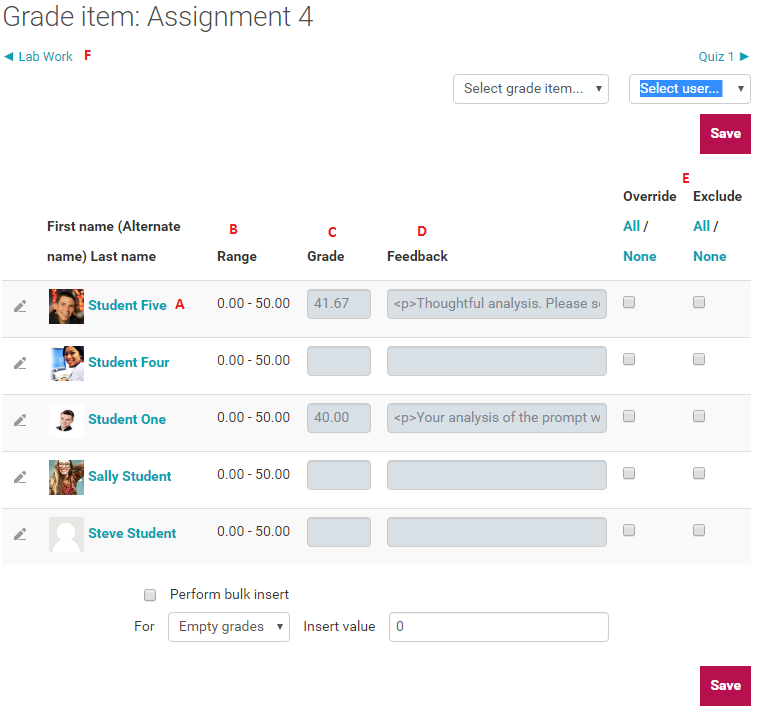 Grade item: Assignment 4
◄ Lab Work F
Quiz 1 ►
Select grade item... ▼
Select user... ▼
Save
First name (Alternate name) Last name
B
Range
C
Grade
D
Feedback
E
Override
All /
None
Exclude
All /
None
Student Five A 0.00 - 50.00 41.67 <p>Thoughtful analysis. Please s
Student Four 0.00 - 50.00
Student One 0.00 - 50.00 40.00 <p>Your analysis of the prompt w
Sally Student 0.00 - 50.00
Steve Student 0.00 - 50.00
Perform bulk insert
For Empty grades ▼ Insert value 0
Save